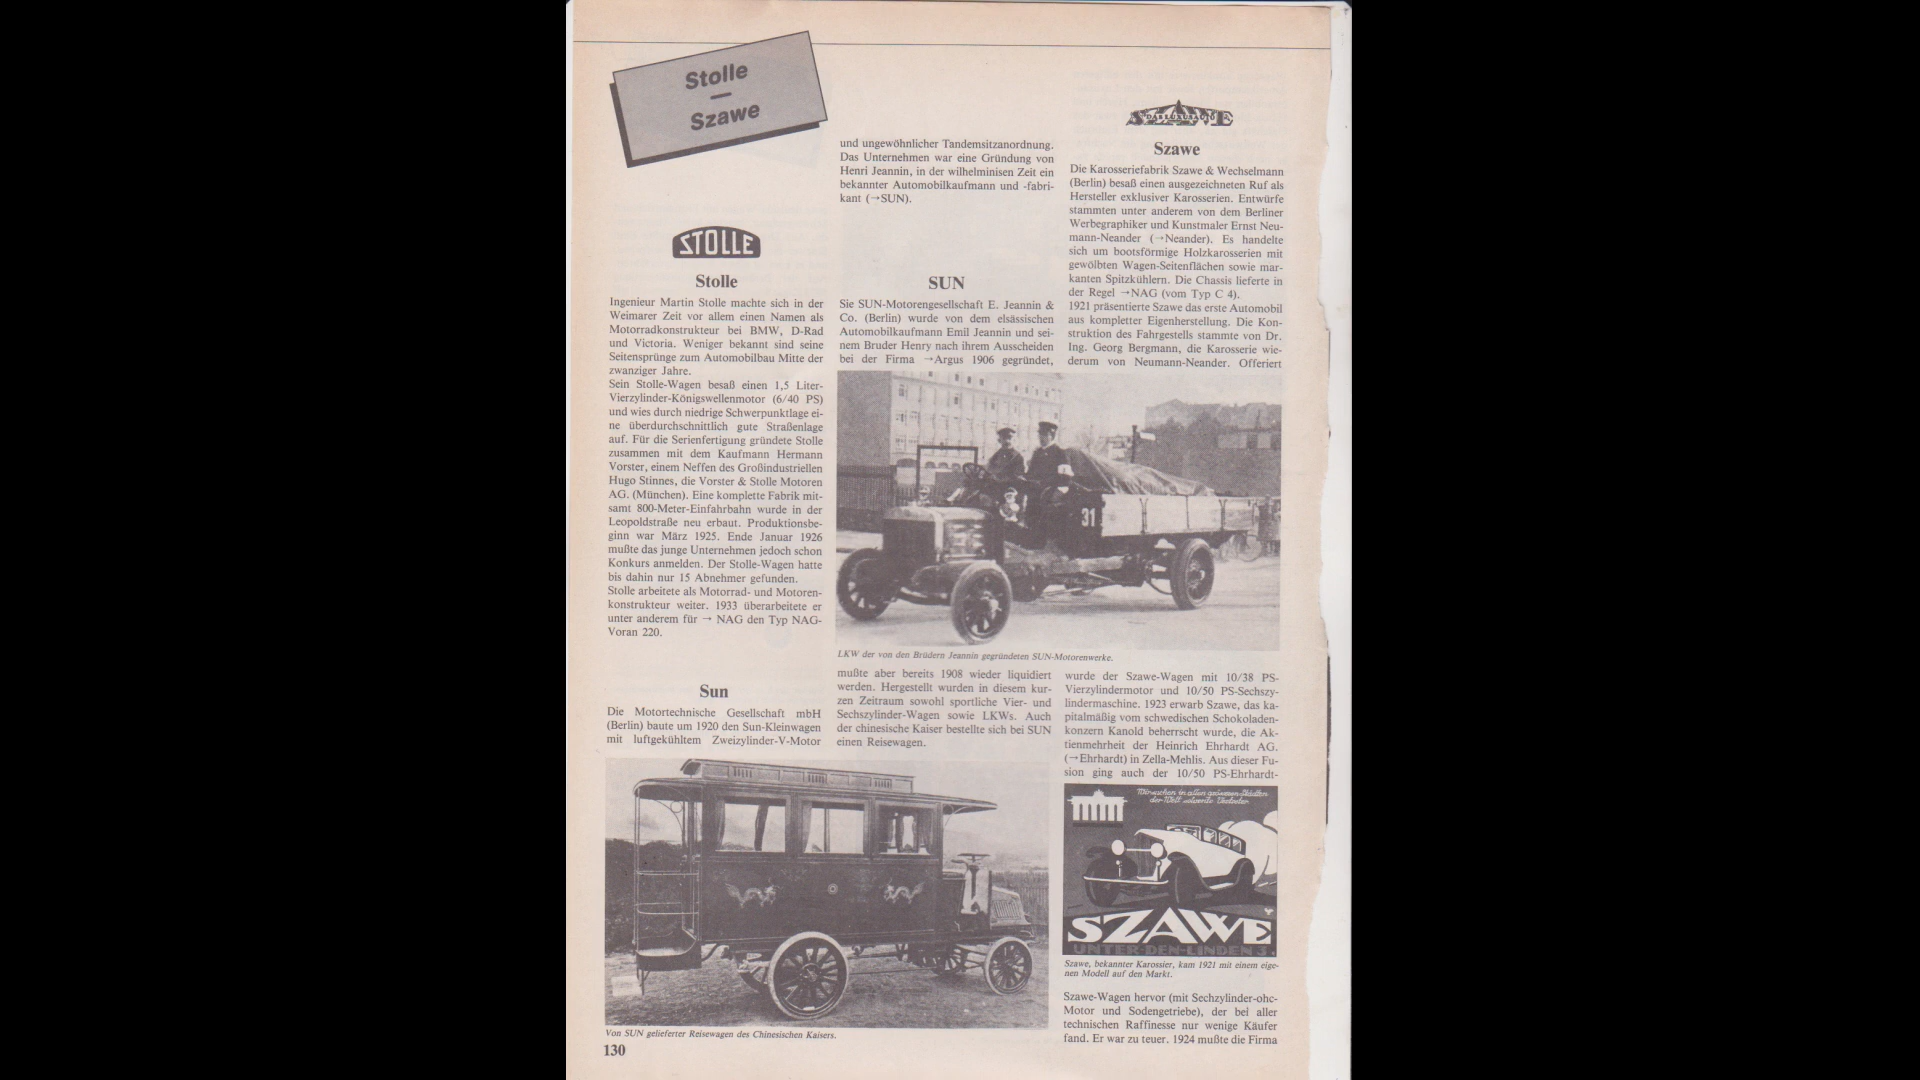 Stolle
—
Szawe
STOLLE
Stolle
Ingenieur Martin Stolle machte sich in der
Weimarer Zeit vor allem einen Namen als
Motorradkonstrukteur bei BMW, D-Rad
und Victoria. Weniger bekannt sind seine
Seitensprünge zum Automobilbau Mitte der
zwanziger Jahre.
Sein Stolle-Wagen besaß einen 1,5 Liter-
Vierzylinder-Königswellenmotor (6/40 PS)
und wies durch niedrige Schwerpunktlage ei-
ne überdurchschnittlich gute Straßenlage
auf. Für die Serienfertigung gründete Stolle
zusammen mit dem Kaufmann Hermann
Vorster, einem Neffen des Großindustriellen
Hugo Stinnes, die Vorster & Stolle Motoren
AG. (München). Eine komplette Fabrik mit-
samt 800-Meter-Einfahrbahn wurde in der
Leopoldstraße neu erbaut. Produktionsbe-
ginn war März 1925. Ende Januar 1926
mußte das junge Unternehmen jedoch schon
Konkurs anmelden. Der Stolle-Wagen hatte
bis dahin nur 15 Abnehmer gefunden.
Stolle arbeitete als Motorrad- und Motoren-
konstrukteur weiter. 1933 überarbeitete er
unter anderem für → NAG den Typ NAG-
Voran 220.
Sun
Die Motortechnische Gesellschaft mbH
(Berlin) baute um 1920 den Sun-Kleinwagen
mit luftgekühltem Zweizylinder-V-Motor
und ungewöhnlicher Tandemsitzanordnung.
Das Unternehmen war eine Gründung von
Henri Jeannin, in der wilhelminisen Zeit ein
bekannter Automobilkaufmann und -fabri-
kant (→SUN).
SUN
Sie SUN-Motorengesellschaft E. Jeannin &
Co. (Berlin) wurde von dem elsässischen
Automobilkaufmann Emil Jeannin und sei-
nem Bruder Henry nach ihrem Ausscheiden
bei der Firma →Argus 1906 gegründet,
31
LKW der von den Brüdern Jeannin gegründeten SUN-Motorenwerke.
mußte aber bereits 1908 wieder liquidiert
werden. Hergestellt wurden in diesem kur-
zen Zeitraum sowohl sportliche Vier- und
Sechszylinder-Wagen sowie LKWs. Auch
der chinesische Kaiser bestellte sich bei SUN
einen Reisewagen.
Von SUN gelieferter Reisewagen des Chinesischen Kaisers.
SZAWE
Szawe
Die Karosseriefabrik Szawe & Wechselmann
(Berlin) besaß einen ausgezeichneten Ruf als
Hersteller exklusiver Karosserien. Entwürfe
stammten unter anderem von dem Berliner
Werbegraphiker und Kunstmaler Ernst Neu-
mann-Neander (→Neander). Es handelte
sich um bootsförmige Holzkarosserien mit
gewölbten Wagen-Seitenflächen sowie mar-
kanten Spitzkühlern. Die Chassis lieferte in
der Regel →NAG (vom Typ C 4).
1921 präsentierte Szawe das erste Automobil
aus kompletter Eigenherstellung. Die Kon-
struktion des Fahrgestells stammte von Dr.
Ing. Georg Bergmann, die Karosserie wie-
derum von Neumann-Neander. Offeriert
wurde der Szawe-Wagen mit 10/38 PS-
Vierzylindermotor und 10/50 PS-Sechszy-
lindermaschine. 1923 erwarb Szawe, das ka-
pitalmäßig vom schwedischen Schokoladen-
konzern Kanold beherrscht wurde, die Ak-
tienmehrheit der Heinrich Ehrhardt AG.
(→Ehrhardt) in Zella-Mehlis. Aus dieser Fu-
sion ging auch der 10/50 PS-Ehrhardt-
Wir suchen in allen grösseren Städten
der Welt solvente Vertreter
SZAWE
UNTER-DEN-LINDEN 3.
Szawe, bekannter Karossier, kam 1921 mit einem eige-
nen Modell auf den Markt.
Szawe-Wagen hervor (mit Sechzylinder-ohc-
Motor und Sodengetriebe), der bei aller
technischen Raffinesse nur wenige Käufer
fand. Er war zu teuer. 1924 mußte die Firma
130